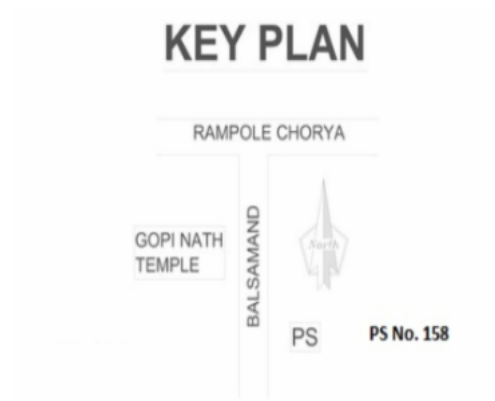 KEY PLAN
RAMPOLE CHORYA
GOPI NATH
TEMPLE
BALSAMAND
North
PS
PS No. 158